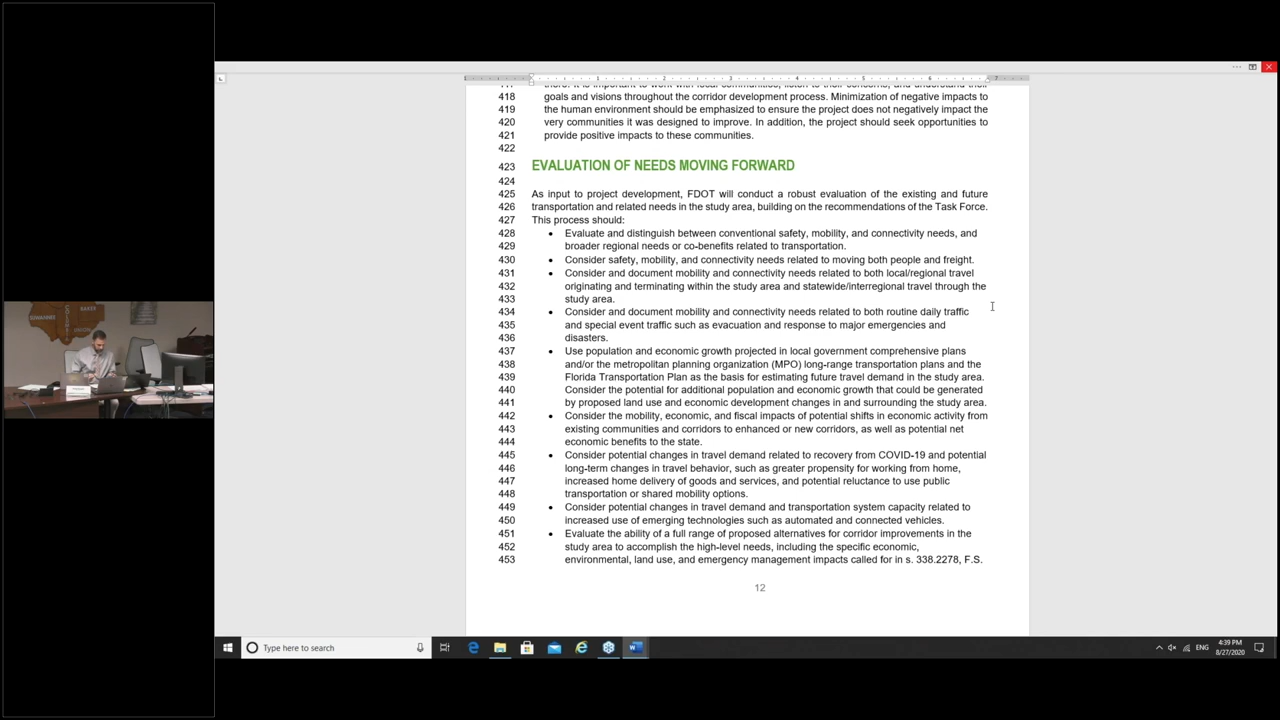 SUWANNEE
BAKER
418 goals and visions throughout the corridor development process. Minimization of negative impacts to
419 the human environment should be emphasized to ensure the project does not negatively impact the
420 very communities it was designed to improve. In addition, the project should seek opportunities to
421 provide positive impacts to these communities.
422
423 EVALUATION OF NEEDS MOVING FORWARD
424
425 As input to project development, FDOT will conduct a robust evaluation of the existing and future
426 transportation and related needs in the study area, building on the recommendations of the Task Force.
427 This process should:
428 • Evaluate and distinguish between conventional safety, mobility, and connectivity needs, and
429 broader regional needs or co-benefits related to transportation.
430 • Consider safety, mobility, and connectivity needs related to moving both people and freight.
431 • Consider and document mobility and connectivity needs related to both local/regional travel
432 originating and terminating within the study area and statewide/interregional travel through the
433 study area.
434 • Consider and document mobility and connectivity needs related to both routine daily traffic
435 and special event traffic such as evacuation and response to major emergencies and
436 disasters.
437 • Use population and economic growth projected in local government comprehensive plans
438 and/or the metropolitan planning organization (MPO) long-range transportation plans and the
439 Florida Transportation Plan as the basis for estimating future travel demand in the study area.
440 Consider the potential for additional population and economic growth that could be generated
441 by proposed land use and economic development changes in and surrounding the study area.
442 • Consider the mobility, economic, and fiscal impacts of potential shifts in economic activity from
443 existing communities and corridors to enhanced or new corridors, as well as potential net
444 economic benefits to the state.
445 • Consider potential changes in travel demand related to recovery from COVID-19 and potential
446 long-term changes in travel behavior, such as greater propensity for working from home,
447 increased home delivery of goods and services, and potential reluctance to use public
448 transportation or shared mobility options.
449 • Consider potential changes in travel demand and transportation system capacity related to
450 increased use of emerging technologies such as automated and connected vehicles.
451 • Evaluate the ability of a full range of proposed alternatives for corridor improvements in the
452 study area to accomplish the high-level needs, including the specific economic,
453 environmental, land use, and emergency management impacts called for in s. 338.2278, F.S.
12
Type here to search
ENG
4:39 PM
8/27/2020